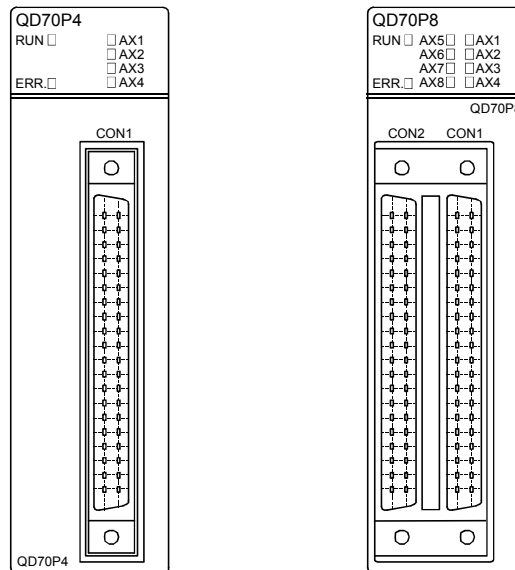 QD70P4
RUN AX1
AX2
AX3
ERR. AX4
CON1
QD70P4
QD70P8
RUN AX5 AX1
AX6 AX2
AX7 AX3
ERR. AX8 AX4
QD70P8
CON2 CON1